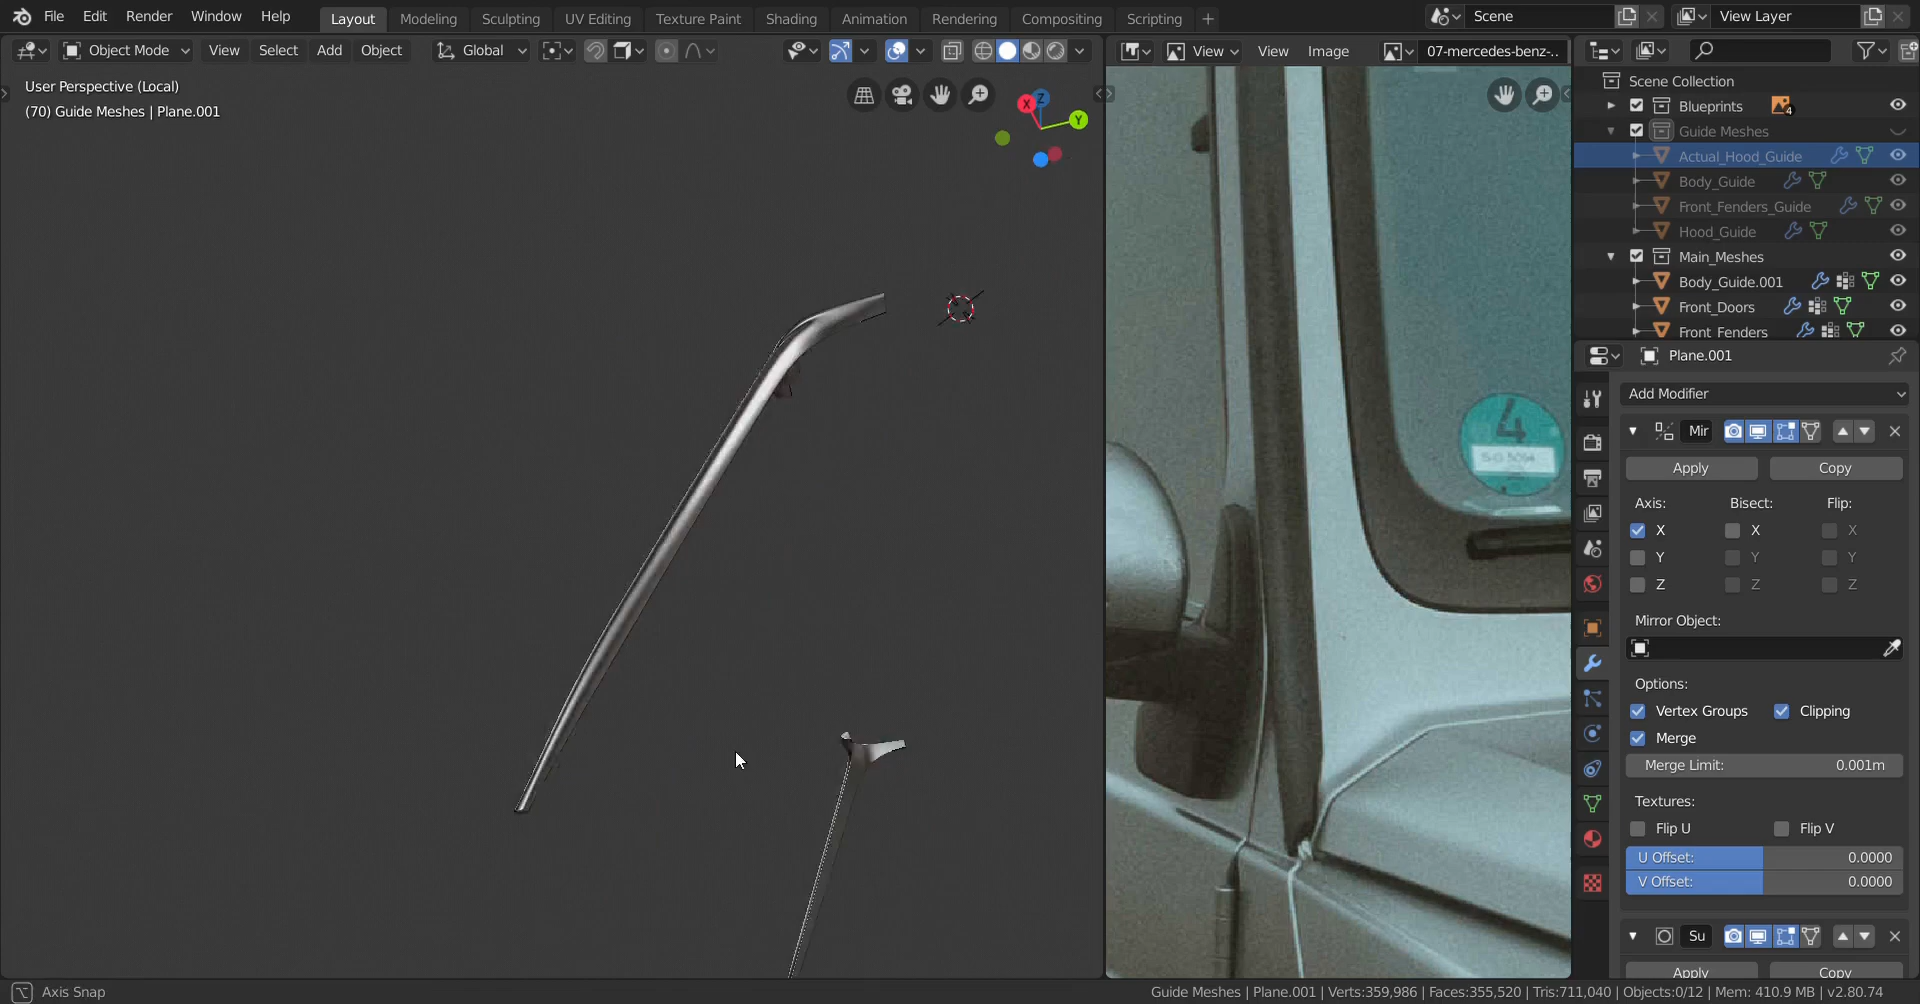 File Edit Render Window Help Layout Modeling Sculpting UV Editing Texture Paint Shading Animation Rendering Compositing Scripting + Scene View Layer
Object Mode View Select Add Object Global View View Image 07-mercedes-benz-..
User Perspective (Local)
(70) Guide Meshes | Plane.001
X
Z
Y
4
Scene Collection
Blueprints 4
Guide Meshes
Actual_Hood_Guide
Body_Guide
Front_Fenders_Guide
Hood_Guide
Main_Meshes
Body_Guide.001
Front_Doors
Front_Fenders
Plane.001
Add Modifier
Mir
Apply Copy
Axis: Bisect: Flip:
X X X
Y Y Y
Z Z Z
Mirror Object:
Options:
Vertex Groups Clipping
Merge
Merge Limit: 0.001m
Textures:
Flip U Flip V
U Offset: 0.0000
V Offset: 0.0000
Su
Apply Copy
Axis Snap
Guide Meshes | Plane.001 | Verts:359,986 | Faces:355,520 | Tris:711,040 | Objects:0/12 | Mem: 410.9 MB | v2.80.74